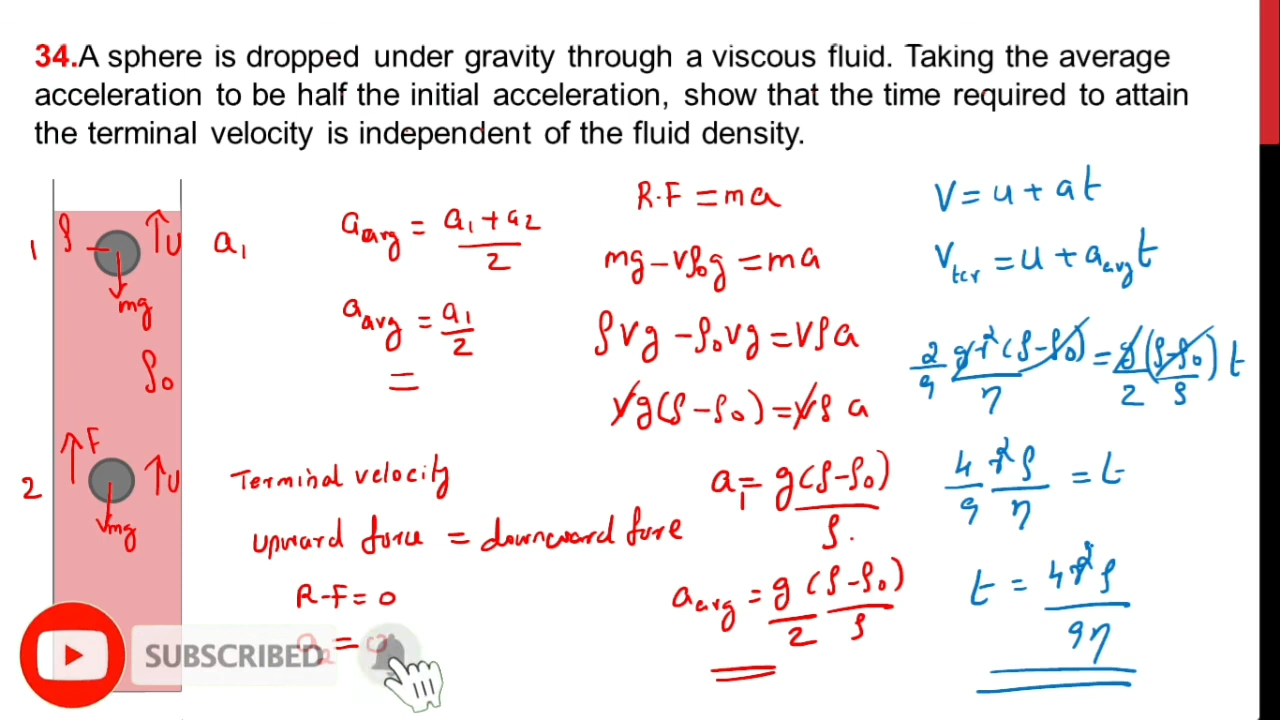 34.A sphere is dropped under gravity through a viscous fluid. Taking the average
acceleration to be half the initial acceleration, show that the time required to attain
the terminal velocity is independent of the fluid density.
1 ρ ↑U a₁
mg
ρ₀
2 ↑F ↑U
mg
a_avg = (a₁+a₂)/2
a_avg = a₁/2
=
Terminal velocity
upward force = downward fore
R-F=0
a₂ = 0
R.F = ma
mg-vρ₀g = ma
ρvg - ρ₀vg = vρa
vg(ρ-ρ₀) = vρ a
a₁ = g(ρ-ρ₀)/ρ.
a_avg = g/2 (ρ-ρ₀)/ρ
V = u + at
V_ter = u + a_avg t
2/9 gr²(ρ-ρ₀)/η = g/2 (ρ-ρ₀)/ρ t
4/9 r²ρ/η = t
t = 4r²ρ/9η
SUBSCRIBED